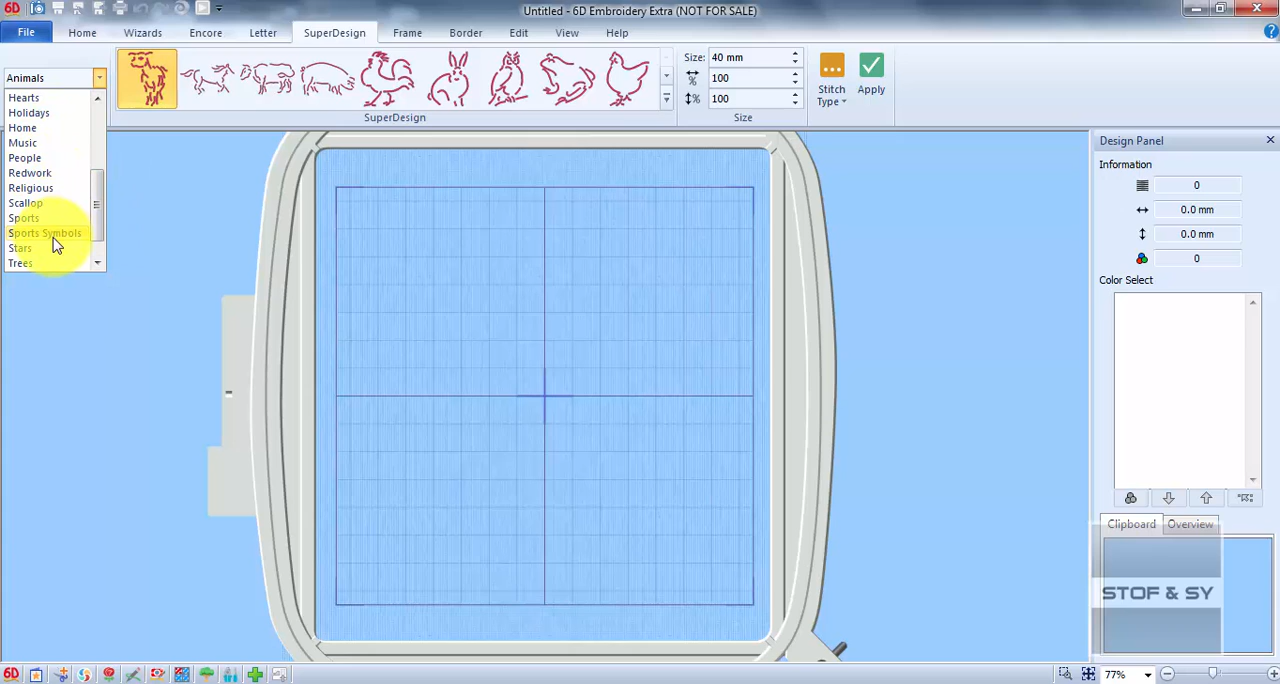 6D
Untitled - 6D Embroidery Extra (NOT FOR SALE)
File
Home
Wizards
Encore
Letter
SuperDesign
Frame
Border
Edit
View
Help
Animals
Hearts
Holidays
Home
Music
People
Redwork
Religious
Scallop
Sports
Sports Symbols
Stars
Trees
SuperDesign
Size: 40 mm
% 100
% 100
Size
Stitch
Type
Apply
Design Panel
Information
0
0.0 mm
0.0 mm
0
Color Select
Clipboard
Overview
STOF & SY
6D
77%